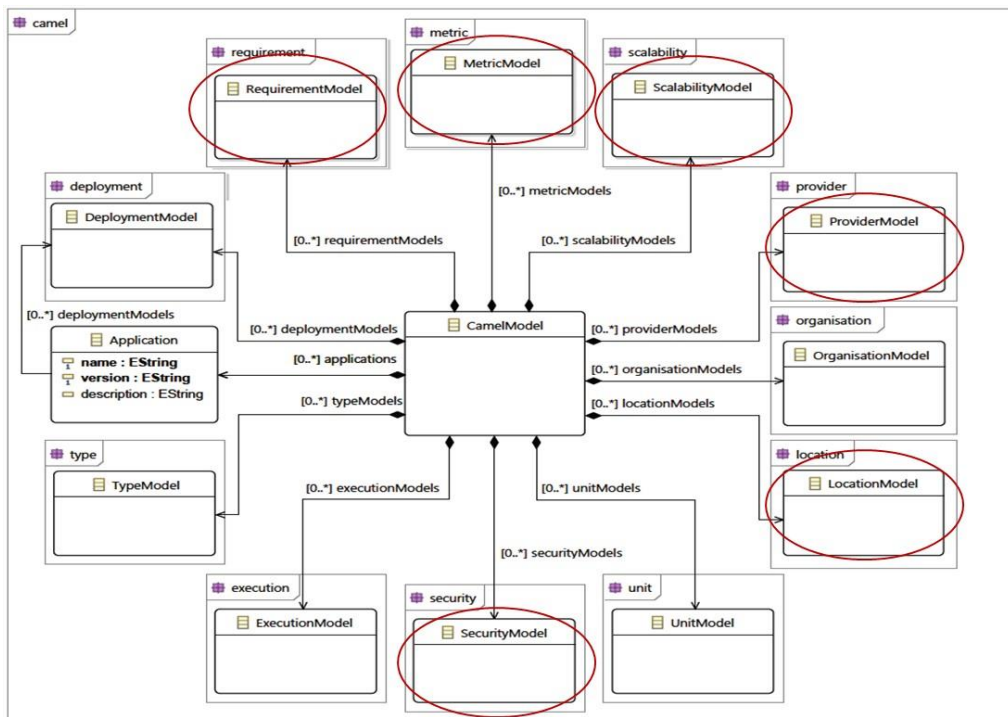 camel
metric
MetricModel
requirement
RequirementModel
scalability
ScalabilityModel
[0..*] metricModels
deployment
DeploymentModel
provider
ProviderModel
[0..*] requirementModels
[0..*] scalabilityModels
[0..*] deploymentModels
CamelModel
[0..*] deploymentModels
[0..*] providerModels
organisation
Application
name : EString
version : EString
description : EString
[0..*] applications
[0..*] organisationModels
OrganisationModel
[0..*] typeModels
[0..*] locationModels
type
TypeModel
location
LocationModel
[0..*] executionModels
[0..*] unitModels
[0..*] securityModels
execution
ExecutionModel
security
SecurityModel
unit
UnitModel